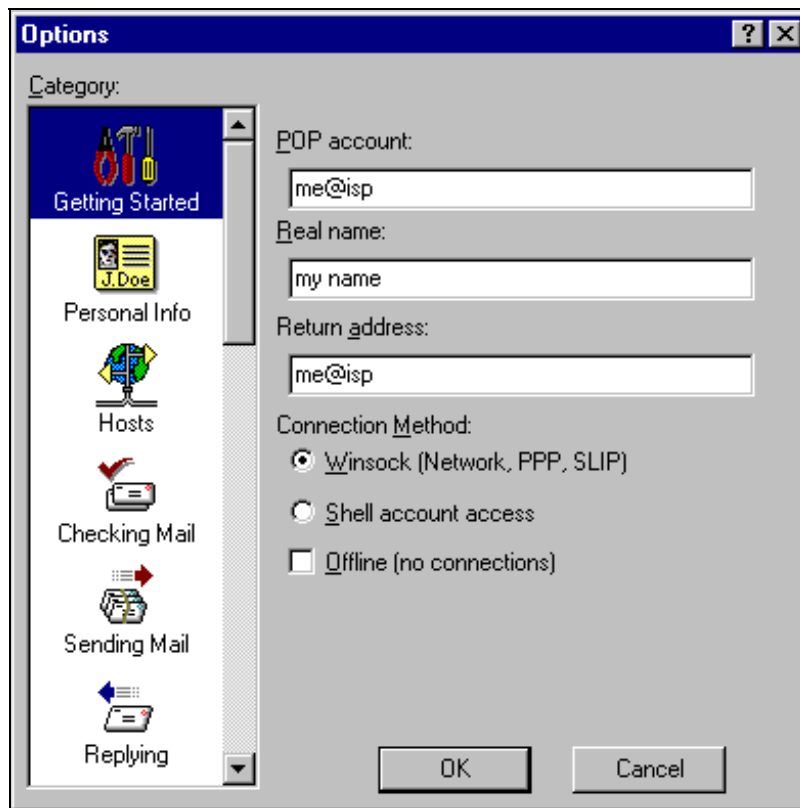 Options
Category:
Getting Started
J.Doe
Personal Info
Hosts
Checking Mail
Sending Mail
Replying
POP account:
me@isp
Real name:
my name
Return address:
me@isp
Connection Method:
Winsock (Network, PPP, SLIP)
Shell account access
Offline (no connections)
OK
Cancel